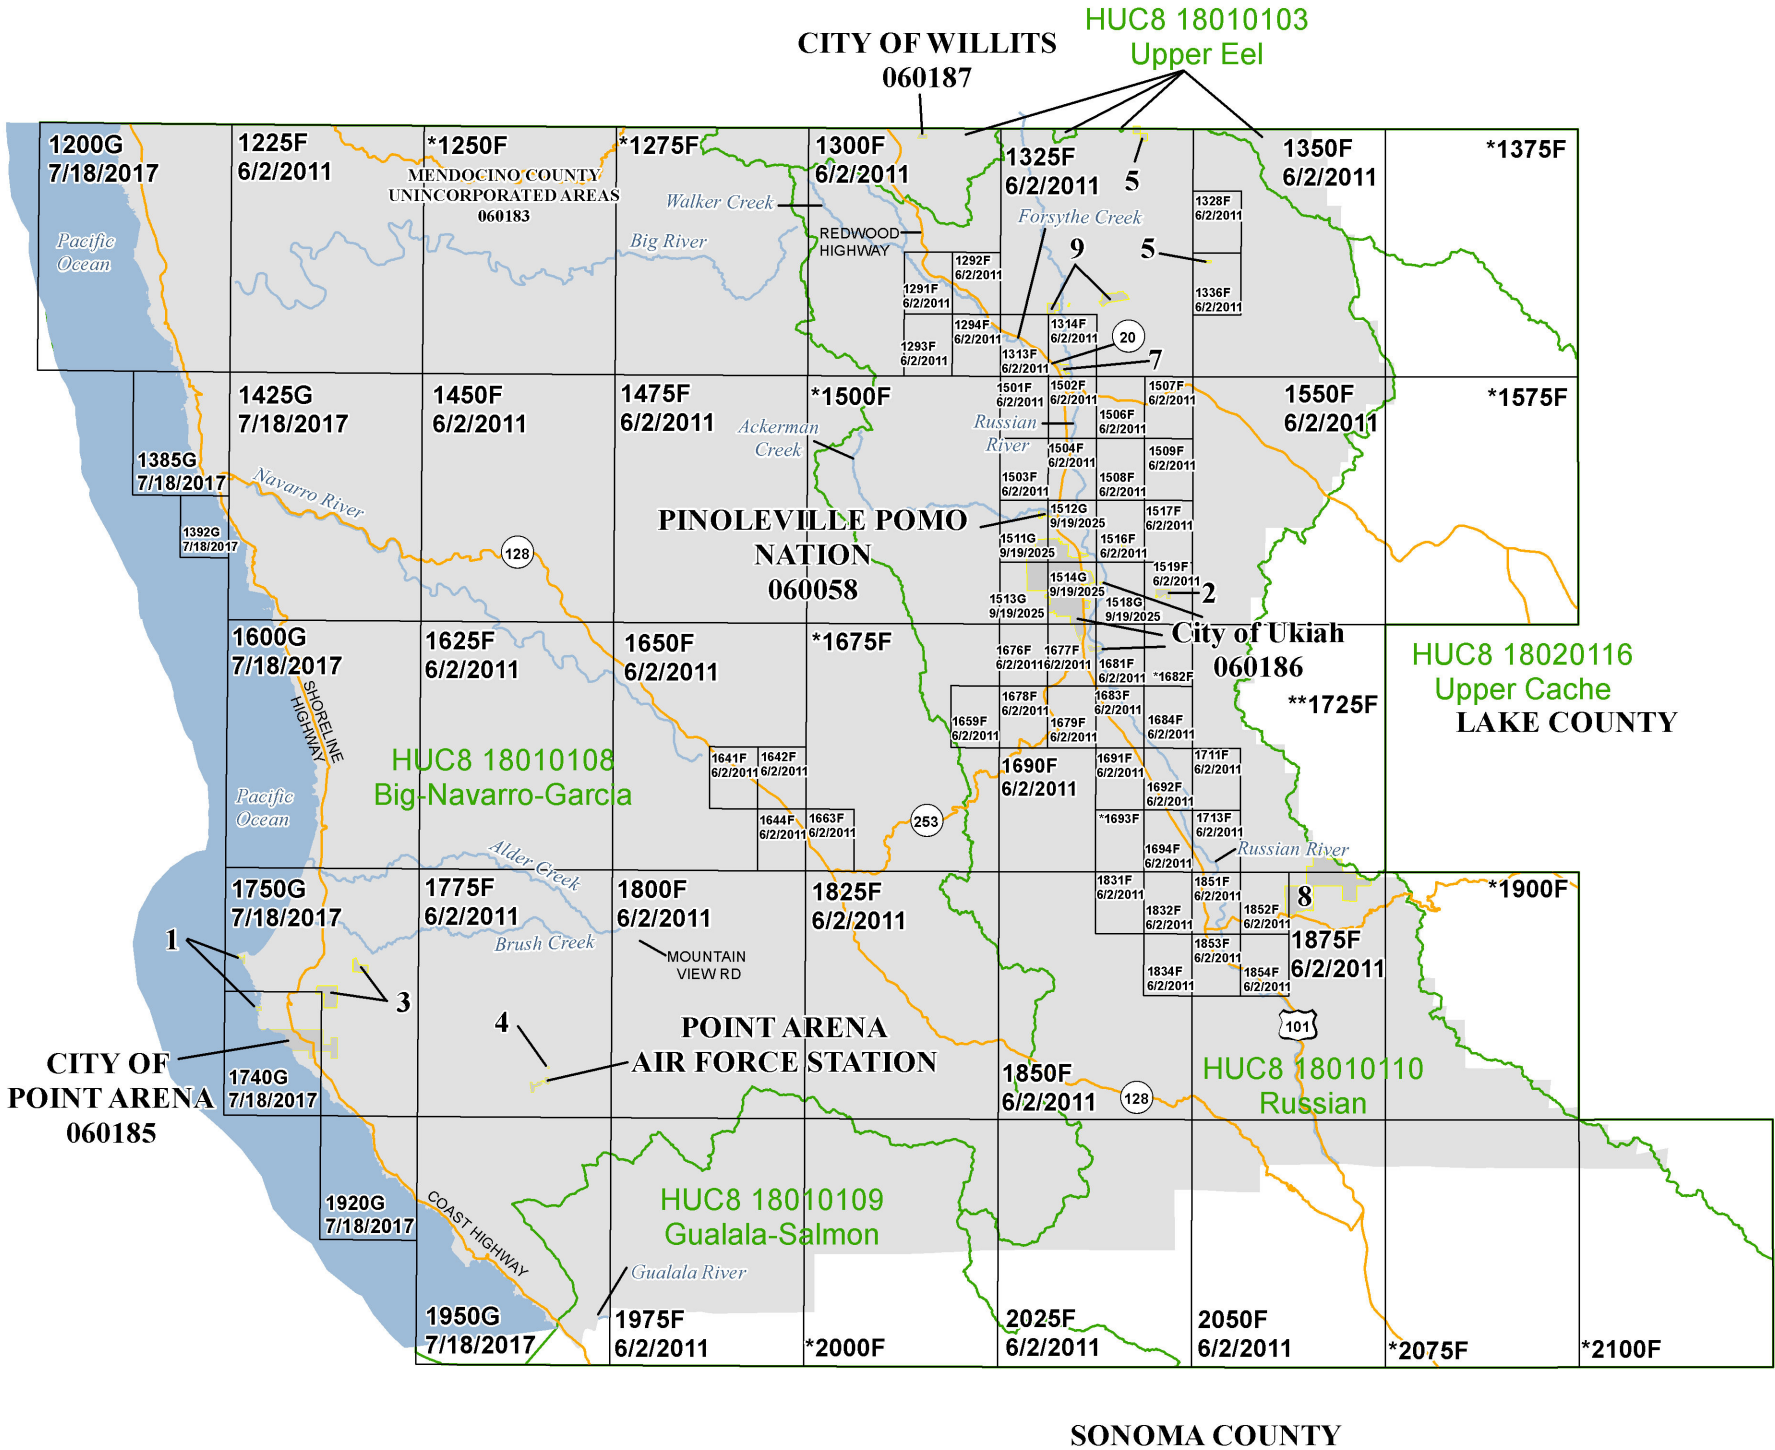 HUC8 18010103
Upper Eel
CITY OF WILLITS
060187
1200G
7/18/2017
1225F
6/2/2011
*1250F
MENDOCINO COUNTY
UNINCORPORATED AREAS
060183
*1275F
1300F
6/2/2011
1325F
6/2/2011
5
1350F
6/2/2011
*1375F
Walker Creek
Forsythe Creek
1328F
6/2/2011
Pacific
Ocean
Big River
REDWOOD
HIGHWAY
9
5
1292F
6/2/2011
1291F
6/2/2011
1336F
6/2/2011
1294F
6/2/2011
1293F
6/2/2011
1314F
6/2/2011
1313F
6/2/2011
20
7
1425G
7/18/2017
1450F
6/2/2011
1475F
6/2/2011
*1500F
1501F
6/2/2011
1502F
6/2/2011
1507F
6/2/2011
1550F
6/2/2011
*1575F
Ackerman
Creek
Russian
River
1506F
6/2/2011
1385G
7/18/2017
Navarro River
1504F
6/2/2011
1509F
6/2/2011
1503F
6/2/2011
1508F
6/2/2011
1392G
7/18/2017
128
PINOLEVILLE POMO
NATION
060058
1512G
9/19/2025
1517F
6/2/2011
1511G
9/19/2025
1516F
6/2/2011
1514G
9/19/2025
1519F
6/2/2011
2
1513G
9/19/2025
1518G
9/19/2025
City of Ukiah
060186
1600G
7/18/2017
1625F
6/2/2011
1650F
6/2/2011
*1675F
1676F
6/2/2011
1677F
6/2/2011
1681F
6/2/2011
*1682F
HUC8 18020116
Upper Cache
LAKE COUNTY
**1725F
SHORELINE
HIGHWAY
1659F
6/2/2011
1678F
6/2/2011
1679F
6/2/2011
1683F
6/2/2011
1684F
6/2/2011
HUC8 18010108
Big-Navarro-Garcia
1641F
6/2/2011
1642F
6/2/2011
1690F
6/2/2011
1691F
6/2/2011
1711F
6/2/2011
1692F
6/2/2011
Pacific
Ocean
1644F
6/2/2011
1663F
6/2/2011
253
*1693F
1713F
6/2/2011
1694F
6/2/2011
Russian River
Alder Creek
1750G
7/18/2017
1775F
6/2/2011
1800F
6/2/2011
1825F
6/2/2011
1831F
6/2/2011
1851F
6/2/2011
8
*1900F
1832F
6/2/2011
1852F
6/2/2011
1
Brush Creek
MOUNTAIN
VIEW RD
1853F
6/2/2011
1875F
6/2/2011
1834F
6/2/2011
1854F
6/2/2011
3
4
POINT ARENA
AIR FORCE STATION
101
CITY OF
POINT ARENA
060185
1740G
7/18/2017
1850F
6/2/2011
128
HUC8 18010110
Russian
1920G
7/18/2017
COAST HIGHWAY
HUC8 18010109
Gualala-Salmon
Gualala River
1950G
7/18/2017
1975F
6/2/2011
*2000F
2025F
6/2/2011
2050F
6/2/2011
*2075F
*2100F
SONOMA COUNTY